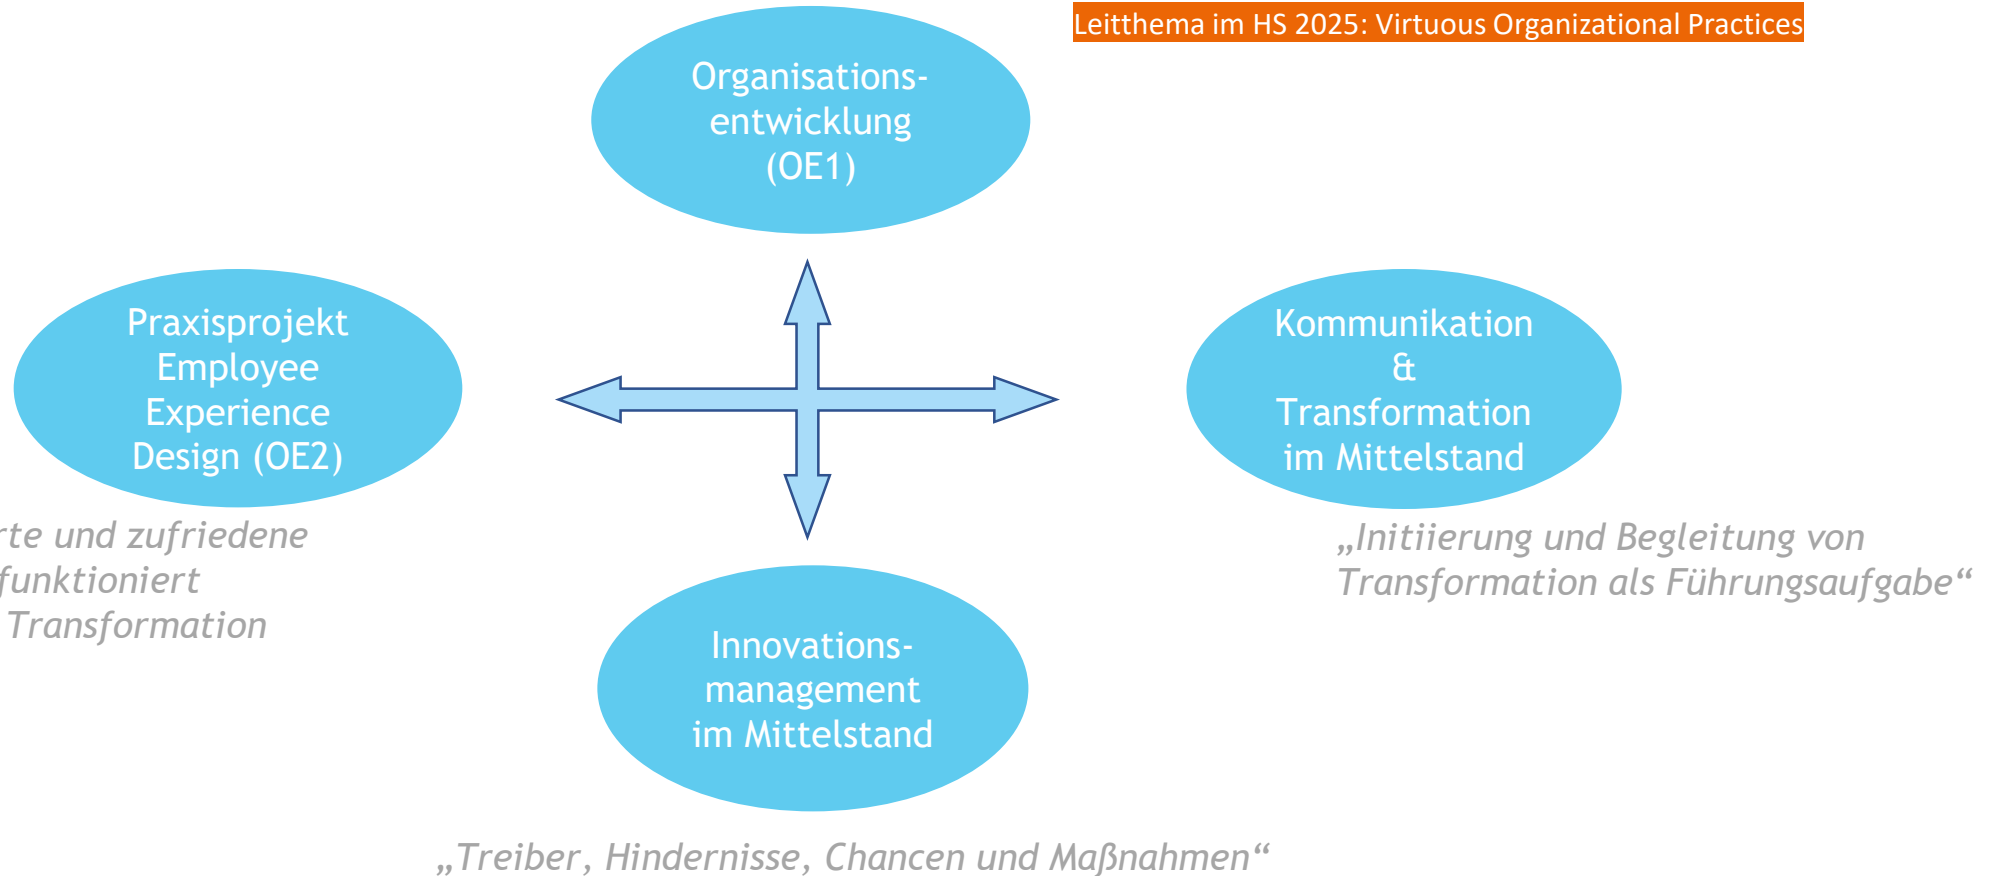 Leitthema im HS 2025: Virtuous Organizational Practices
Organisations-
entwicklung
(OE1)
Praxisprojekt
Employee
Experience
Design (OE2)
Kommunikation
&
Transformation
im Mittelstand
und zufriedene
funktioniert
Transformation
„Initiierung und Begleitung von
Transformation als Führungsaufgabe“
Innovations-
management
im Mittelstand
„Treiber, Hindernisse, Chancen und Maßnahmen“